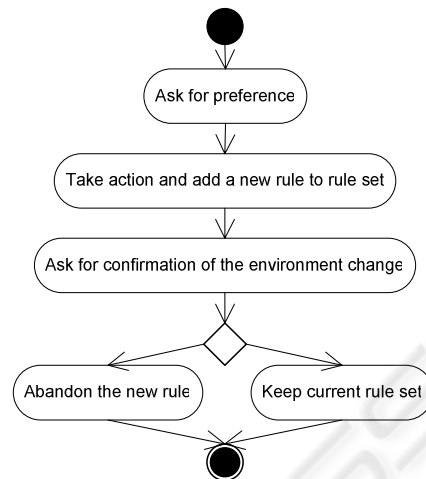 Ask for preference
Take action and add a new rule to rule set
Ask for confirmation of the environment change
Abandon the new rule
Keep current rule set